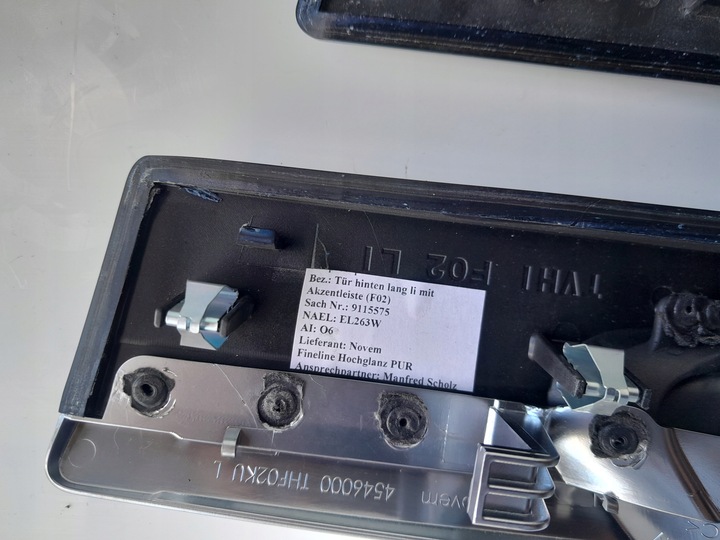 TVHI F02 LI
Bez.: Tür hinten lang li mit
Akzentleiste (F02)
Sach Nr.: 9115575
NAEL: EL263W
AI: O6
Lieferant: Novem
Fineline Hochglanz PUR
Ansprechpartner: Manfred Scholz
4546000 THF02KU L